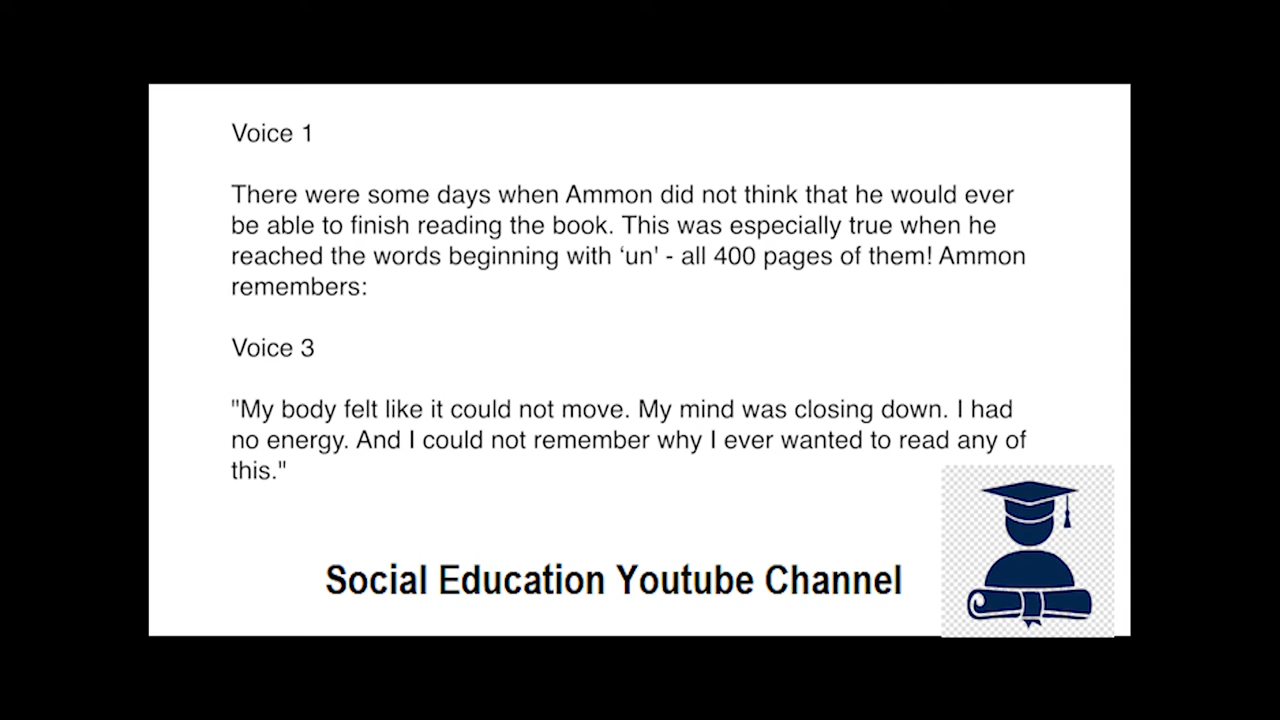 Voice 1
There were some days when Ammon did not think that he would ever
be able to finish reading the book. This was especially true when he
reached the words beginning with ‘un' - all 400 pages of them! Ammon
remembers:
Voice 3
"My body felt like it could not move. My mind was closing down. I had
no energy. And I could not remember why I ever wanted to read any of
this."
Social Education Youtube Channel